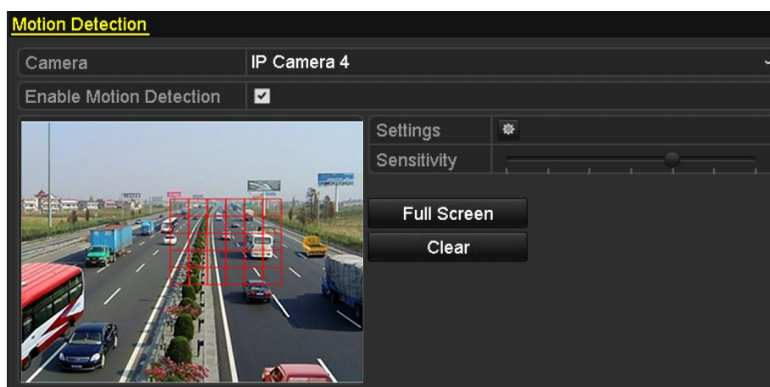 Motion Detection
Camera IP Camera 4
Enable Motion Detection
Settings
Sensitivity
Full Screen
Clear